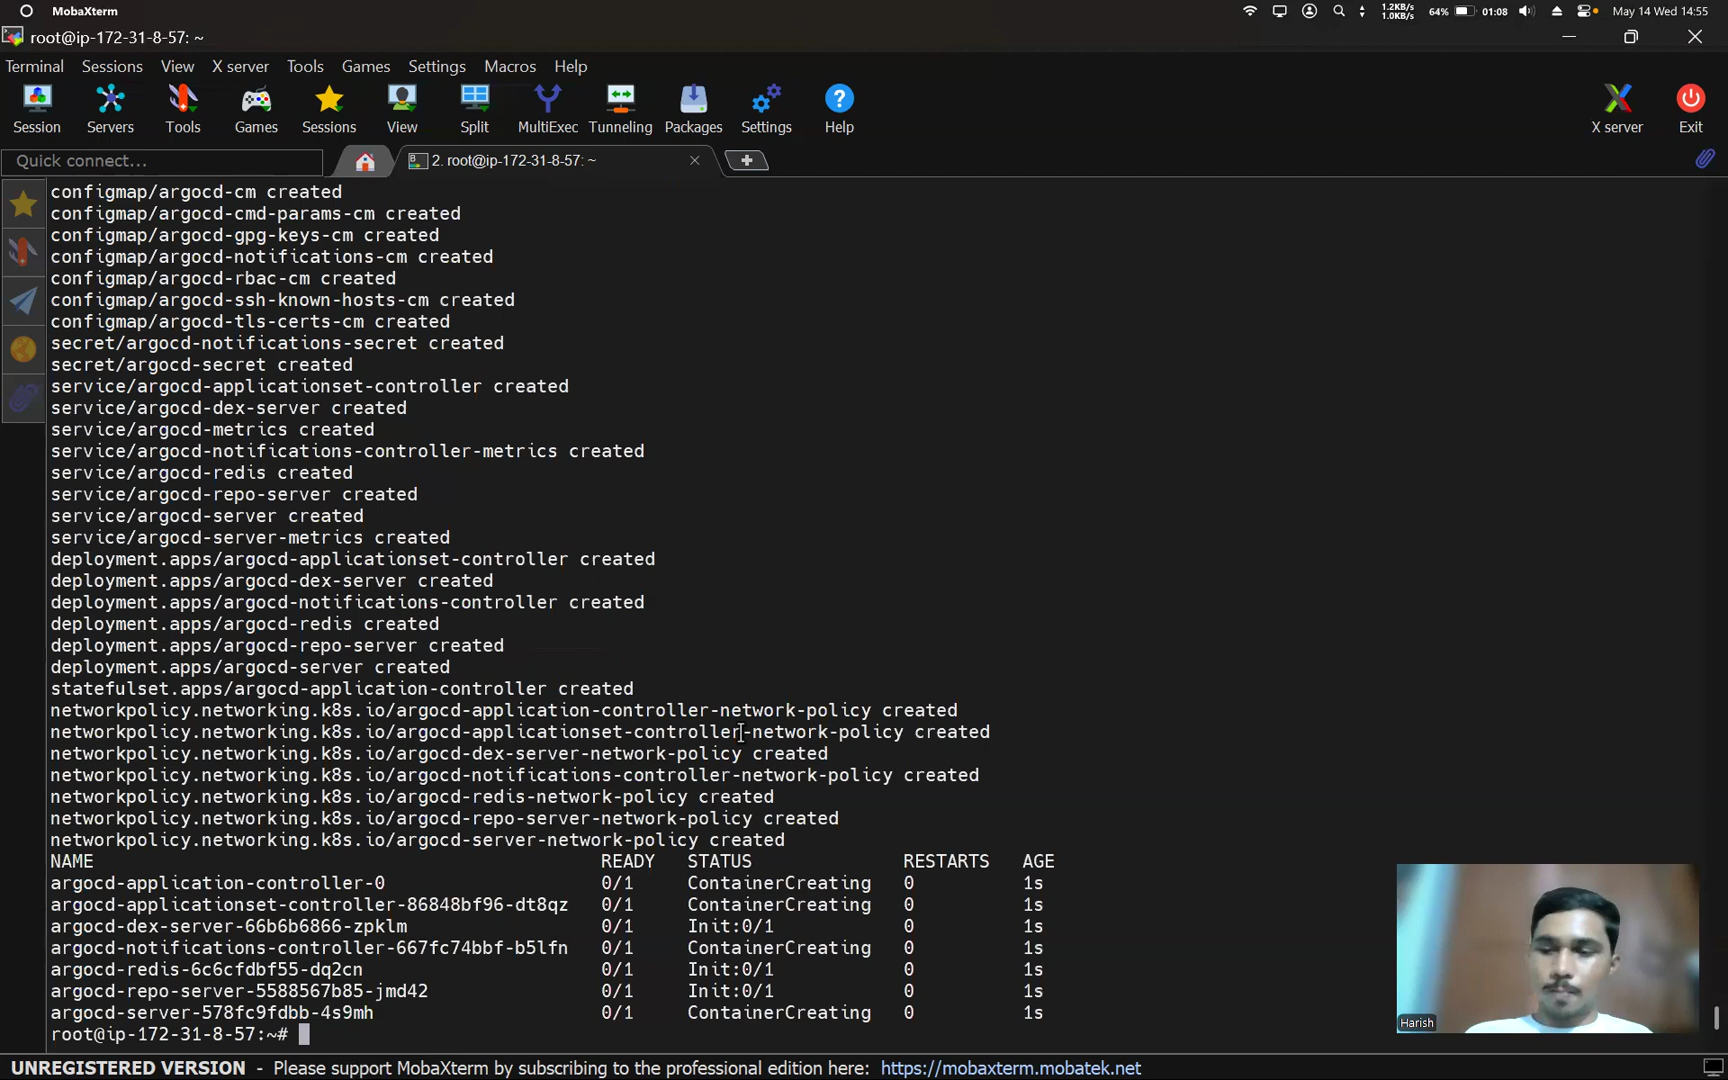 MobaXterm
1.2KB/s
1.0KB/s
64%
01:08
May 14 Wed 14:55
root@ip-172-31-8-57: ~
Terminal Sessions View X server Tools Games Settings Macros Help
Session Servers Tools Games Sessions View Split MultiExec Tunneling Packages Settings Help X server Exit
Quick connect...
2. root@ip-172-31-8-57: ~
configmap/argocd-cm created
configmap/argocd-cmd-params-cm created
configmap/argocd-gpg-keys-cm created
configmap/argocd-notifications-cm created
configmap/argocd-rbac-cm created
configmap/argocd-ssh-known-hosts-cm created
configmap/argocd-tls-certs-cm created
secret/argocd-notifications-secret created
secret/argocd-secret created
service/argocd-applicationset-controller created
service/argocd-dex-server created
service/argocd-metrics created
service/argocd-notifications-controller-metrics created
service/argocd-redis created
service/argocd-repo-server created
service/argocd-server created
service/argocd-server-metrics created
deployment.apps/argocd-applicationset-controller created
deployment.apps/argocd-dex-server created
deployment.apps/argocd-notifications-controller created
deployment.apps/argocd-redis created
deployment.apps/argocd-repo-server created
deployment.apps/argocd-server created
statefulset.apps/argocd-application-controller created
networkpolicy.networking.k8s.io/argocd-application-controller-network-policy created
networkpolicy.networking.k8s.io/argocd-applicationset-controller-network-policy created
networkpolicy.networking.k8s.io/argocd-dex-server-network-policy created
networkpolicy.networking.k8s.io/argocd-notifications-controller-network-policy created
networkpolicy.networking.k8s.io/argocd-redis-network-policy created
networkpolicy.networking.k8s.io/argocd-repo-server-network-policy created
networkpolicy.networking.k8s.io/argocd-server-network-policy created
NAME READY STATUS RESTARTS AGE
argocd-application-controller-0 0/1 ContainerCreating 0 1s
argocd-applicationset-controller-86848bf96-dt8qz 0/1 ContainerCreating 0 1s
argocd-dex-server-66b6b6866-zpklm 0/1 Init:0/1 0 1s
argocd-notifications-controller-667fc74bbf-b5lfn 0/1 ContainerCreating 0 1s
argocd-redis-6c6cfdbf55-dq2cn 0/1 Init:0/1 0 1s
argocd-repo-server-5588567b85-jmd42 0/1 Init:0/1 0 1s
argocd-server-578fc9fdbb-4s9mh 0/1 ContainerCreating 0 1s
root@ip-172-31-8-57:~#
Harish
UNREGISTERED VERSION - Please support MobaXterm by subscribing to the professional edition here: https://mobaxterm.mobatek.net